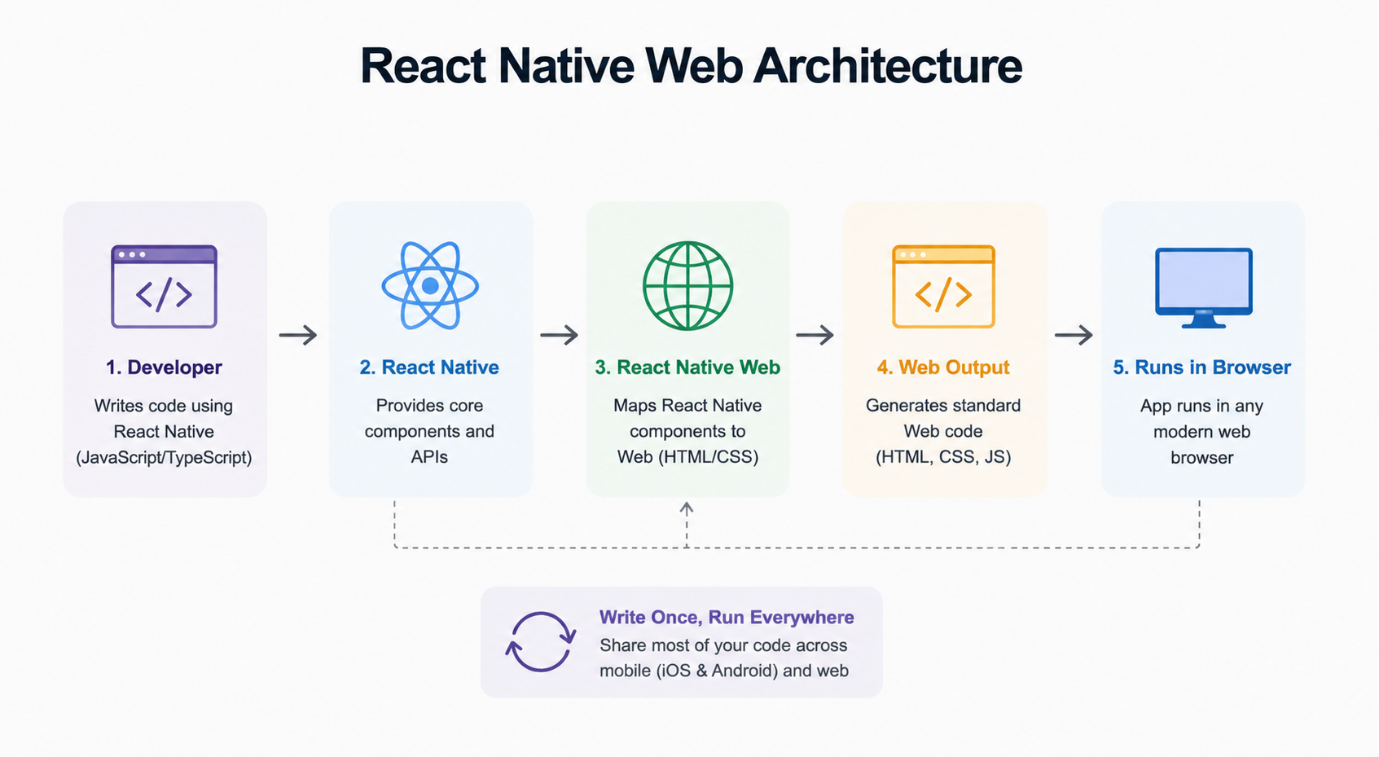 React Native Web Architecture
1. Developer
Writes code using
React Native
(JavaScript/TypeScript)
2. React Native
Provides core
components and
APIs
3. React Native Web
Maps React Native
components to
Web (HTML/CSS)
4. Web Output
Generates standard
Web code
(HTML, CSS, JS)
5. Runs in Browser
App runs in any
modern web
browser
Write Once, Run Everywhere
Share most of your code across
mobile (iOS & Android) and web